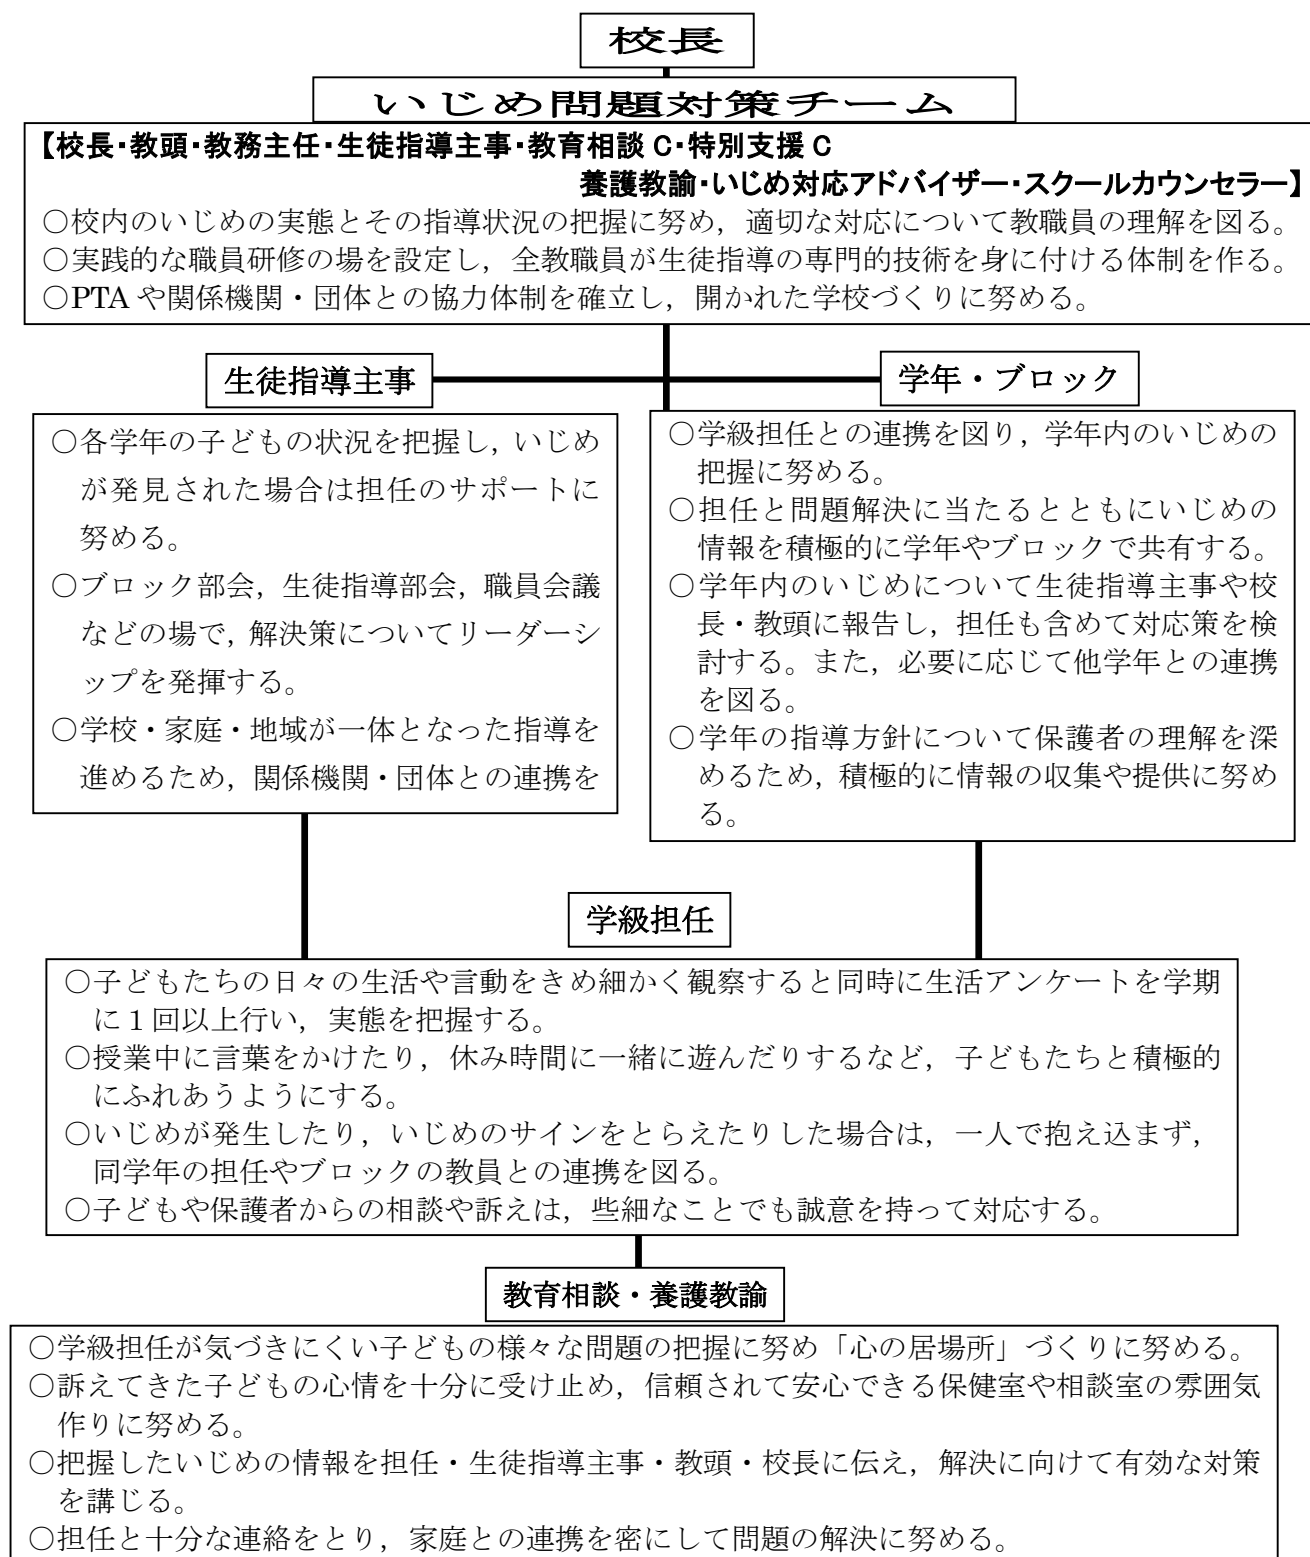 校長
いじめ問題対策チーム
【校長・教頭・教務主任・生徒指導主事・教育相談C・特別支援C
養護教諭・いじめ対応アドバイザー・スクールカウンセラー】
○校内のいじめの実態とその指導状況の把握に努め，適切な対応について教職員の理解を図る。
○実践的な職員研修の場を設定し，全教職員が生徒指導の専門的技術を身に付ける体制を作る。
○PTAや関係機関・団体との協力体制を確立し，開かれた学校づくりに努める。
生徒指導主事
○各学年の子どもの状況を把握し，いじめ
が発見された場合は担任のサポートに
努める。
○ブロック部会，生徒指導部会，職員会議
などの場で，解決策についてリーダーシ
ップを発揮する。
○学校・家庭・地域が一体となった指導を
進めるため，関係機関・団体との連携を
学年・ブロック
○学級担任との連携を図り，学年内のいじめの
把握に努める。
○担任と問題解決に当たるとともにいじめの
情報を積極的に学年やブロックで共有する。
○学年内のいじめについて生徒指導主事や校
長・教頭に報告し，担任も含めて対応策を検
討する。また，必要に応じて他学年との連携
を図る。
○学年の指導方針について保護者の理解を深
めるため，積極的に情報の収集や提供に努め
る。
学級担任
○子どもたちの日々の生活や言動をきめ細かく観察すると同時に生活アンケートを学期
に１回以上行い，実態を把握する。
○授業中に言葉をかけたり，休み時間に一緒に遊んだりするなど，子どもたちと積極的
にふれあうようにする。
○いじめが発生したり，いじめのサインをとらえたりした場合は，一人で抱え込まず，
同学年の担任やブロックの教員との連携を図る。
○子どもや保護者からの相談や訴えは，些細なことでも誠意を持って対応する。
教育相談・養護教諭
○学級担任が気づきにくい子どもの様々な問題の把握に努め「心の居場所」づくりに努める。
○訴えてきた子どもの心情を十分に受け止め，信頼されて安心できる保健室や相談室の雰囲気
作りに努める。
○把握したいじめの情報を担任・生徒指導主事・教頭・校長に伝え，解決に向けて有効な対策
を講じる。
○担任と十分な連絡をとり，家庭との連携を密にして問題の解決に努める。